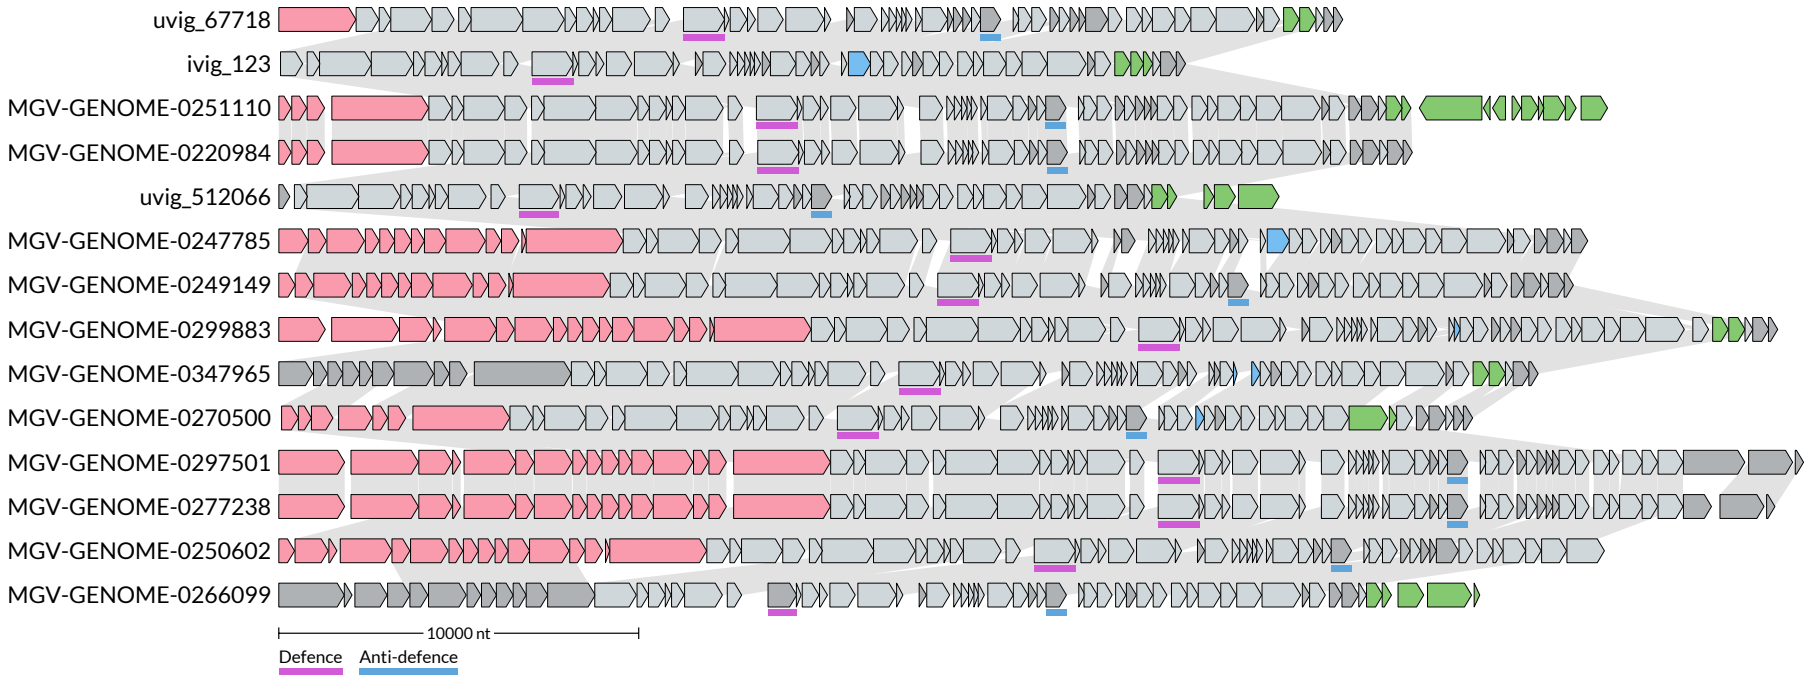 uvig_67718
ivig_123
MGV-GENOME-0251110
MGV-GENOME-0220984
uvig_512066
MGV-GENOME-0247785
MGV-GENOME-0249149
MGV-GENOME-0299883
MGV-GENOME-0347965
MGV-GENOME-0270500
MGV-GENOME-0297501
MGV-GENOME-0277238
MGV-GENOME-0250602
MGV-GENOME-0266099
10000 nt
Defence Anti-defence